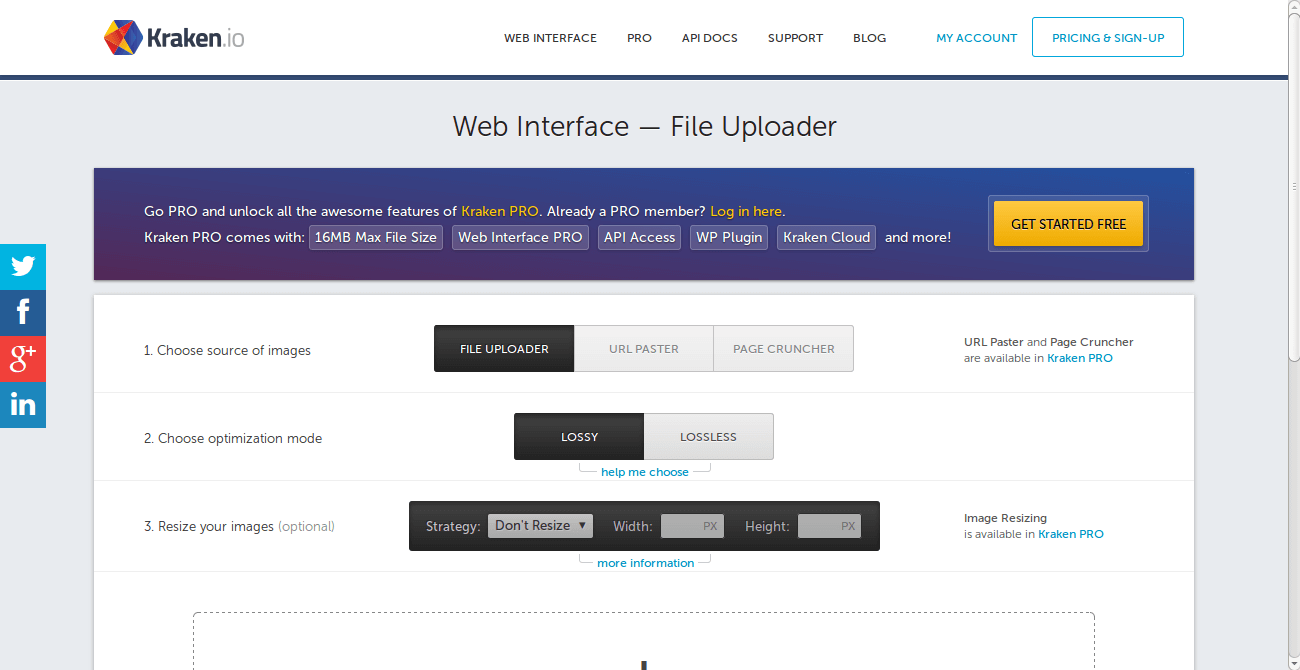 Kraken.io
WEB INTERFACE PRO API DOCS SUPPORT BLOG MY ACCOUNT PRICING & SIGN-UP
Web Interface — File Uploader
Go PRO and unlock all the awesome features of Kraken PRO. Already a PRO member? Log in here.
Kraken PRO comes with: 16MB Max File Size Web Interface PRO API Access WP Plugin Kraken Cloud and more!
GET STARTED FREE
1. Choose source of images
FILE UPLOADER URL PASTER PAGE CRUNCHER
URL Paster and Page Cruncher
are available in Kraken PRO
2. Choose optimization mode
LOSSY LOSSLESS
help me choose
3. Resize your images (optional)
Strategy: Don't Resize Width: PX Height: PX
more information
Image Resizing
is available in Kraken PRO